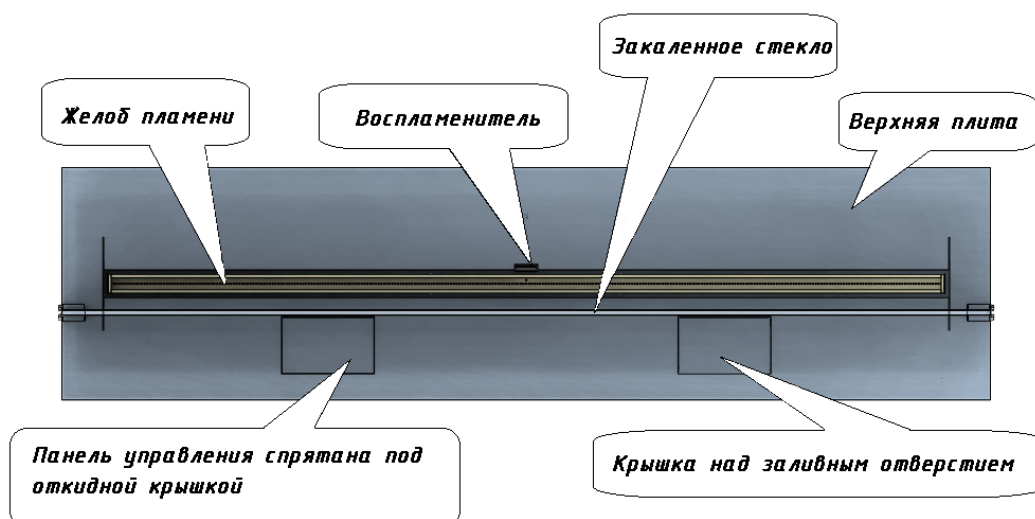 Закаленное стекло
Желоб пламени
Воспламенитель
Верхняя плита
Панель управления спрятана под
откидной крышкой
Крышка над заливным отверстием